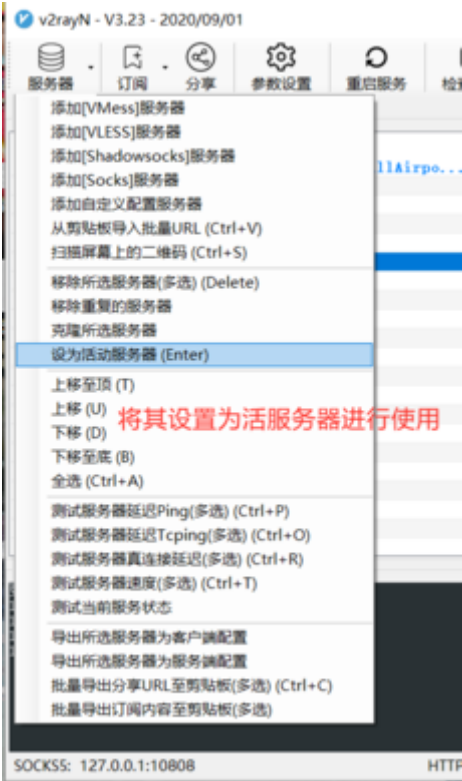 v2rayN - V3.23 - 2020/09/01
服务器 订阅 分享 参数设置 重启服务
添加[VMess]服务器
添加[VLESS]服务器
添加[Shadowsocks]服务器
llAirpo...
添加[Socks]服务器
添加自定义配置服务器
从剪贴板导入批量URL (Ctrl+V)
扫描屏幕上的二维码 (Ctrl+S)
移除所选服务器(多选) (Delete)
移除重复的服务器
克隆所选服务器
设为活动服务器 (Enter)
上移至顶 (T)
上移 (U)
将其设置为活服务器进行使用
下移 (D)
下移至底 (B)
全选 (Ctrl+A)
测试服务器延迟Ping(多选) (Ctrl+P)
测试服务器延迟Tcping(多选) (Ctrl+O)
测试服务器真连接延迟(多选) (Ctrl+R)
测试服务器速度(多选) (Ctrl+T)
测试当前服务状态
导出所选服务器为客户端配置
导出所选服务器为服务端配置
批量导出分享URL至剪贴板(多选) (Ctrl+C)
批量导出订阅内容至剪贴板(多选)
SOCKS5: 127.0.0.1:10808 HTTP